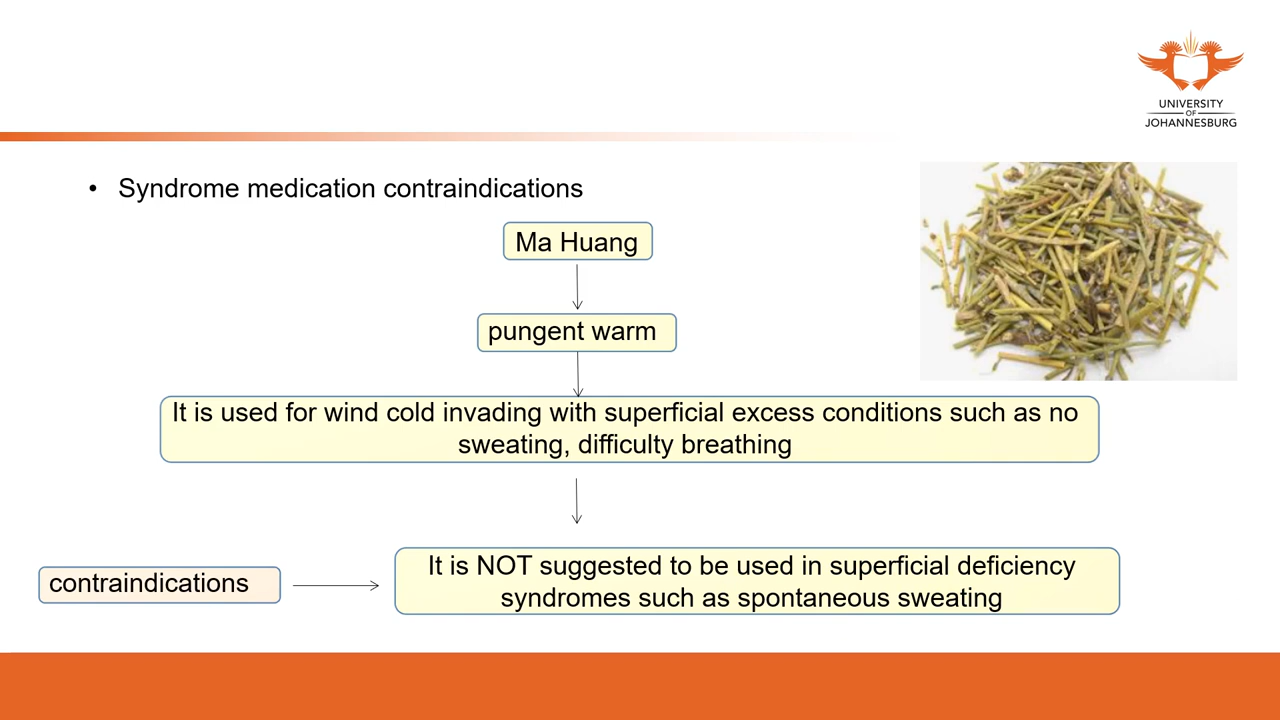 UNIVERSITY
OF
JOHANNESBURG
• Syndrome medication contraindications
Ma Huang
pungent warm
It is used for wind cold invading with superficial excess conditions such as no
sweating, difficulty breathing
contraindications
It is NOT suggested to be used in superficial deficiency
syndromes such as spontaneous sweating